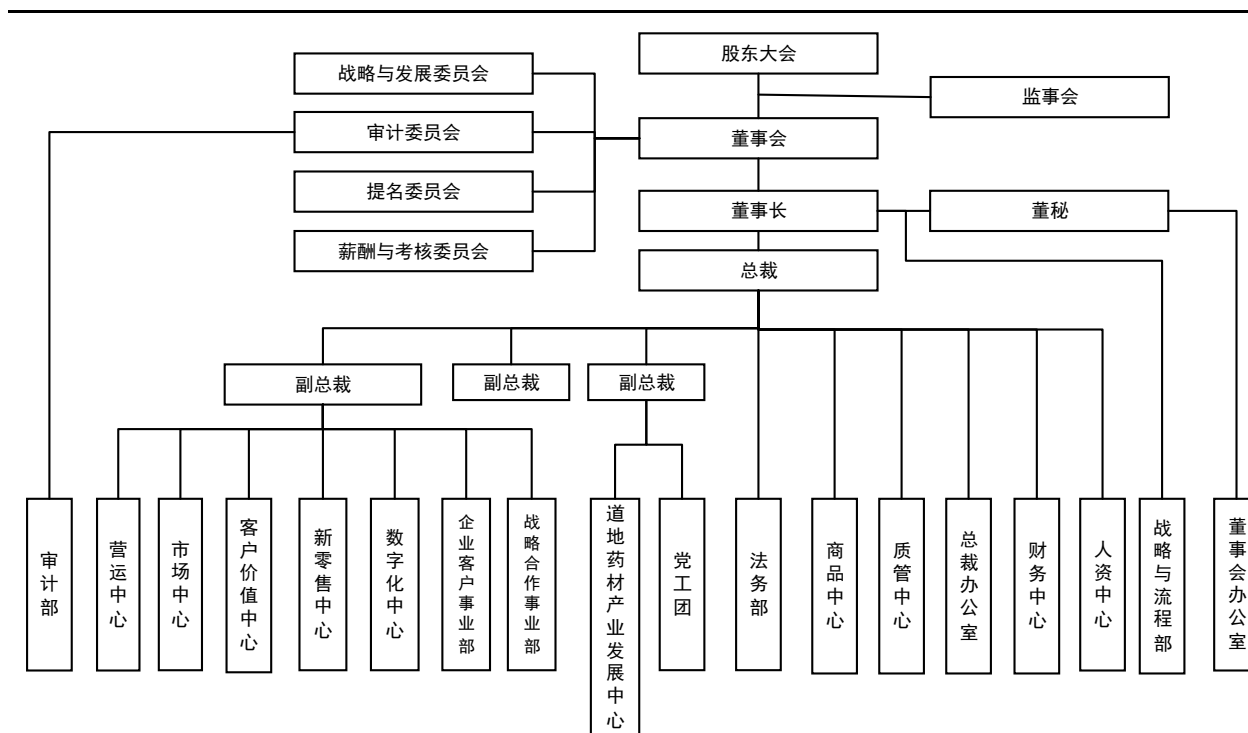 股东大会
战略与发展委员会
监事会
审计委员会
董事会
提名委员会
董事长
董秘
薪酬与考核委员会
总裁
副总裁
副总裁
副总裁
审计部
营运中心
市场中心
客户价值中心
新零售中心
数字化中心
企业客户事业部
战略合作事业部
道地药材产业发展中心
党工团
法务部
商品中心
质管中心
总裁办公室
财务中心
人资中心
战略与流程部
董事会办公室